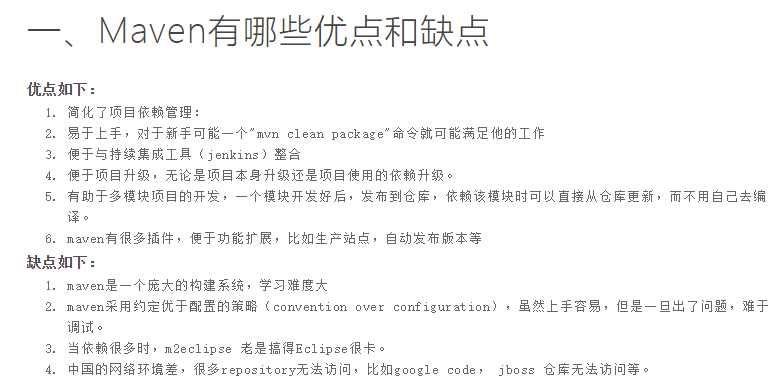 一、Maven有哪些优点和缺点
优点如下：
1. 简化了项目依赖管理：
2. 易于上手，对于新手可能一个"mvn clean package"命令就可能满足他的工作
3. 便于与持续集成工具（jenkins）整合
4. 便于项目升级，无论是项目本身升级还是项目使用的依赖升级。
5. 有助于多模块项目的开发，一个模块开发好后，发布到仓库，依赖该模块时可以直接从仓库更新，而不用自己去编
译。
6. maven有很多插件，便于功能扩展，比如生产站点，自动发布版本等
缺点如下：
1. maven是一个庞大的构建系统，学习难度大
2. maven采用约定优于配置的策略（convention over configuration），虽然上手容易，但是一旦出了问题，难于
调试。
3. 当依赖很多时，m2eclipse 老是搞得Eclipse很卡。
4. 中国的网络环境差，很多repository无法访问，比如google code， jboss 仓库无法访问等。